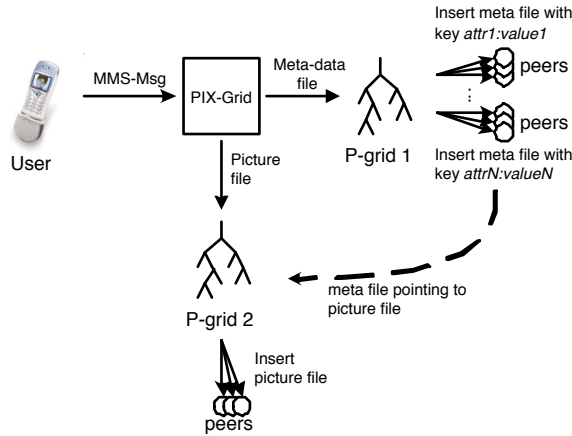 Insert meta file with
key attr1:value1
MMS-Msg
PIX-Grid
Meta-data
file
peers
...
peers
User
P-grid 1
Insert meta file with
key attrN:valueN
Picture
file
meta file pointing to
picture file
P-grid 2
Insert
picture file
peers